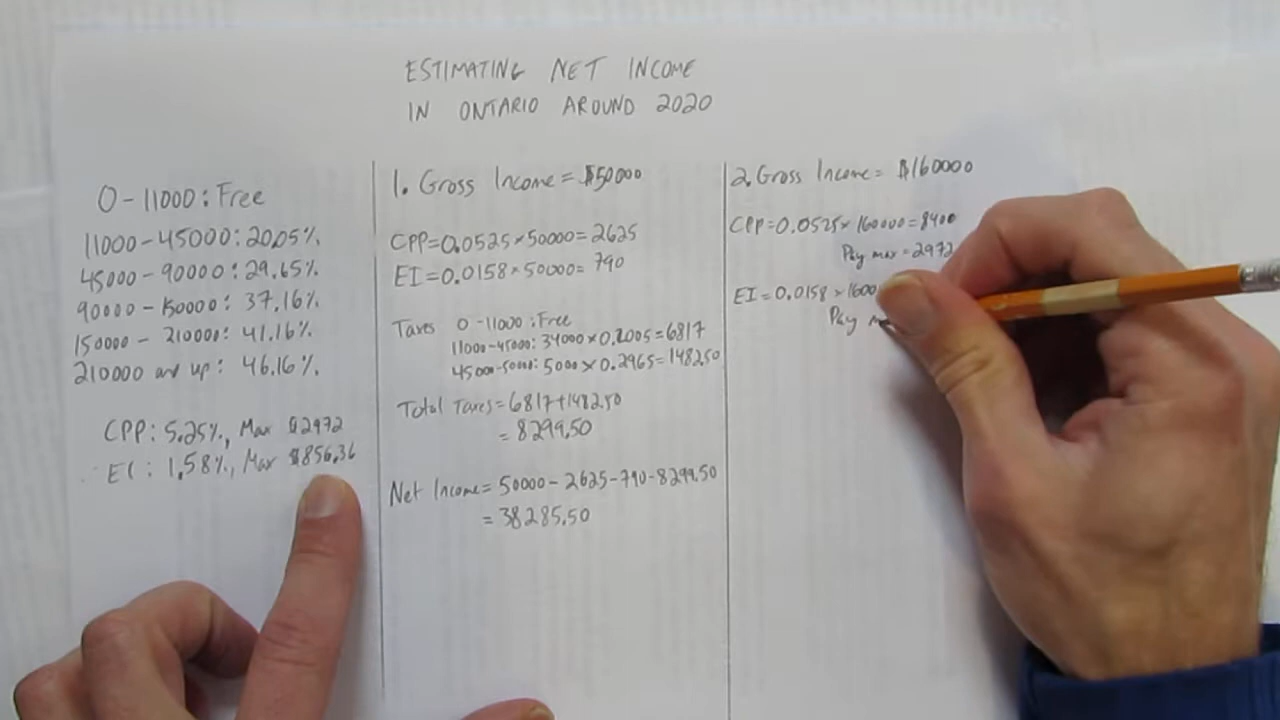 ESTIMATING NET INCOME
IN ONTARIO AROUND 2020
0-11000: Free
11000-45000: 20.05%
45000-90000: 29.65%
90000-150000: 37.16%
150000-210000: 41.16%
210000 and up: 46.16%
CPP: 5.25%, Max $2972
EI: 1.58%, Max $856.36
1. Gross Income = $50000
CPP=0.0525×50000=2625
EI=0.0158×50000=790
Taxes 0-11000: Free
11000-45000: 34000×0.2005=6817
45000-50000: 5000×0.2965=1482.50
Total Taxes=6817+1482.50
=8299.50
Net Income=50000-2625-790-8299.50
=38285.50
2. Gross Income = $160000
CPP=0.0525×160000=8400
Pay max=2972
EI=0.0158×1600
Pay